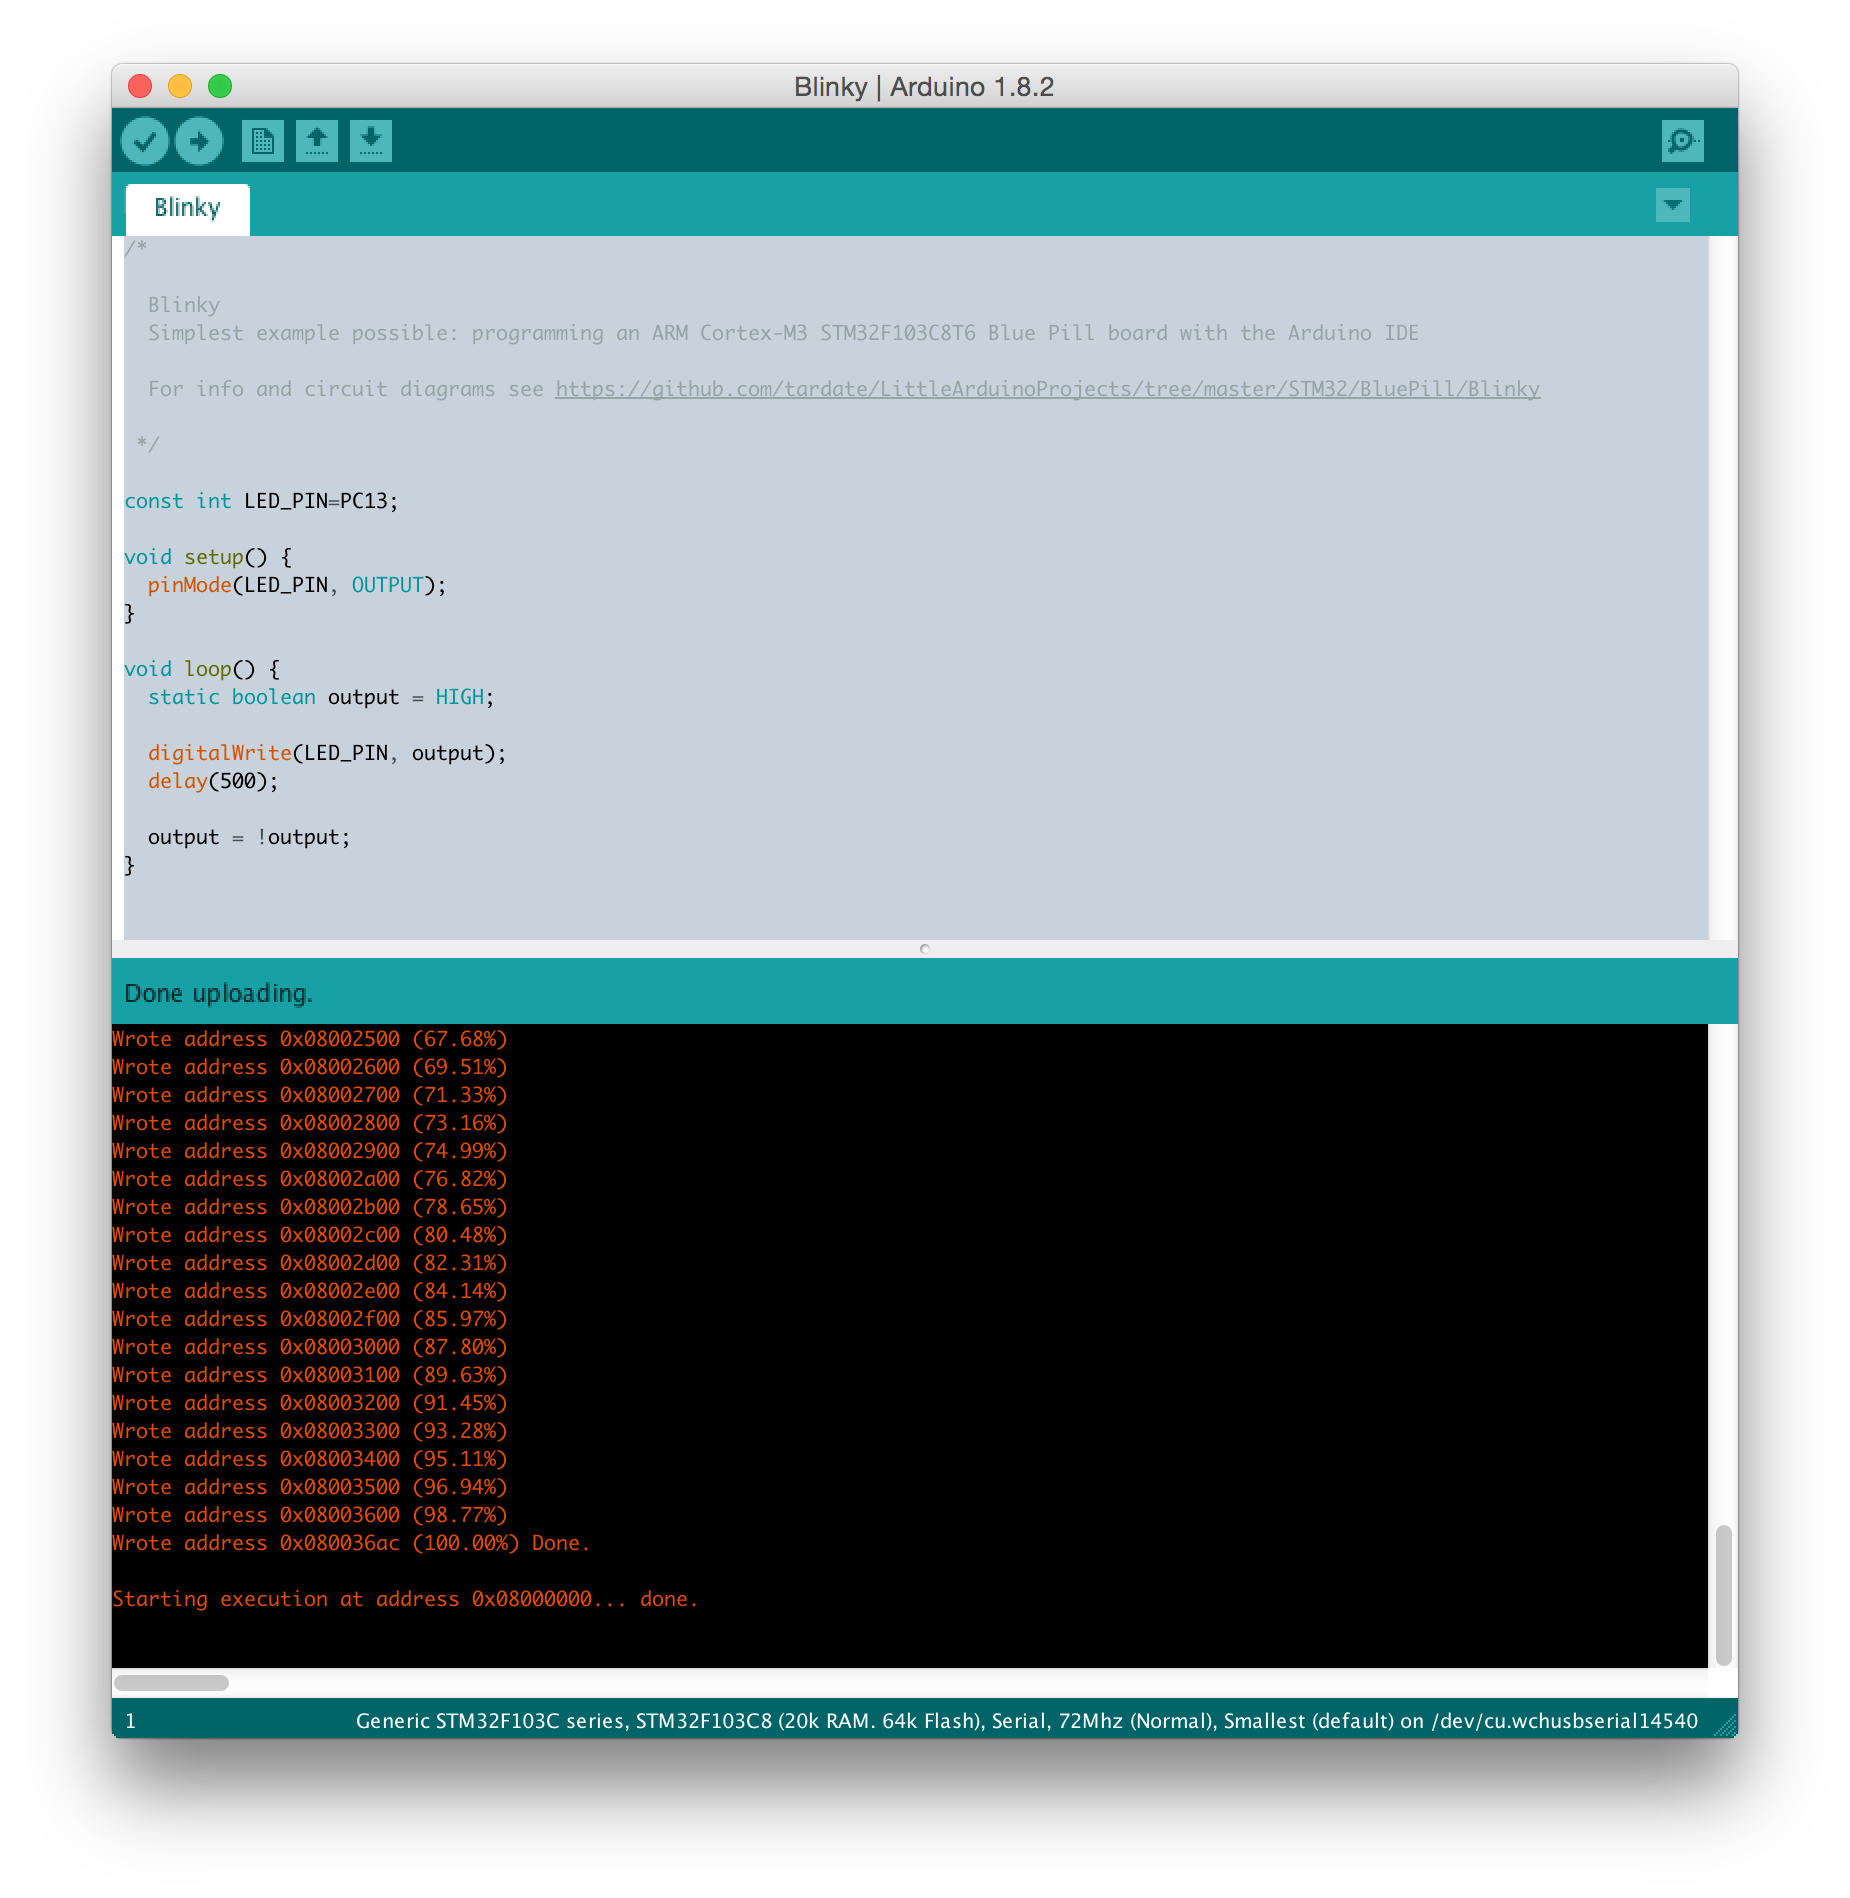 Blinky | Arduino 1.8.2
Blinky
/*
Blinky
Simplest example possible: programming an ARM Cortex-M3 STM32F103C8T6 Blue Pill board with the Arduino IDE
For info and circuit diagrams see https://github.com/tardate/LittleArduinoProjects/tree/master/STM32/BluePill/Blinky
*/
const int LED_PIN=PC13;
void setup() {
pinMode(LED_PIN, OUTPUT);
}
void loop() {
static boolean output = HIGH;
digitalWrite(LED_PIN, output);
delay(500);
output = !output;
}
Done uploading.
Wrote address 0x08002500 (67.68%)
Wrote address 0x08002600 (69.51%)
Wrote address 0x08002700 (71.33%)
Wrote address 0x08002800 (73.16%)
Wrote address 0x08002900 (74.99%)
Wrote address 0x08002a00 (76.82%)
Wrote address 0x08002b00 (78.65%)
Wrote address 0x08002c00 (80.48%)
Wrote address 0x08002d00 (82.31%)
Wrote address 0x08002e00 (84.14%)
Wrote address 0x08002f00 (85.97%)
Wrote address 0x08003000 (87.80%)
Wrote address 0x08003100 (89.63%)
Wrote address 0x08003200 (91.45%)
Wrote address 0x08003300 (93.28%)
Wrote address 0x08003400 (95.11%)
Wrote address 0x08003500 (96.94%)
Wrote address 0x08003600 (98.77%)
Wrote address 0x080036ac (100.00%) Done.
Starting execution at address 0x08000000... done.
1 Generic STM32F103C series, STM32F103C8 (20k RAM. 64k Flash), Serial, 72Mhz (Normal), Smallest (default) on /dev/cu.wchusbserial14540